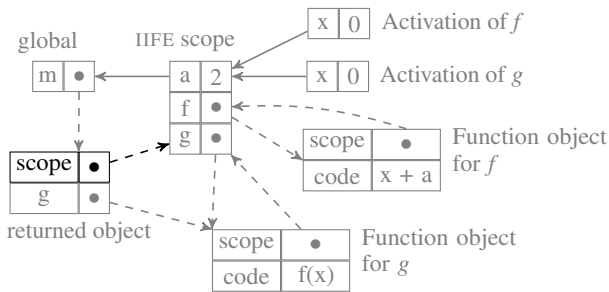 x 0 Activation of f
global IIFE scope
m a 2 x 0 Activation of g
f
g
scope Function object
for f
code x + a
scope
g
returned object
scope Function object
for g
code f(x)